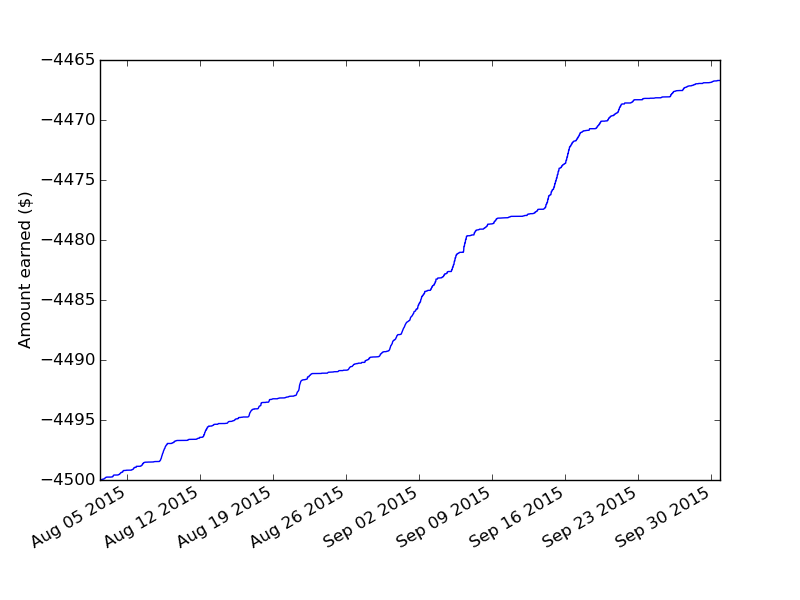 −4465
−4470
−4475
−4480
−4485
−4490
−4495
−4500
Amount earned ($)
Aug 05 2015
Aug 12 2015
Aug 19 2015
Aug 26 2015
Sep 02 2015
Sep 09 2015
Sep 16 2015
Sep 23 2015
Sep 30 2015